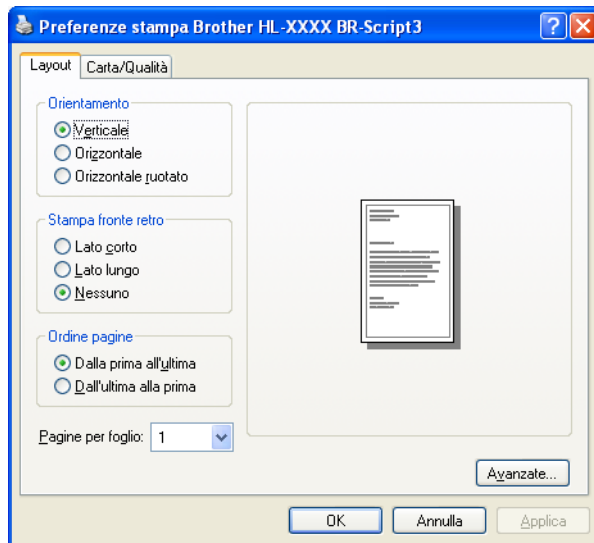 Preferenze stampa Brother HL-XXXX BR-Script3
Layout
Carta/Qualità
Orientamento
Verticale
Orizzontale
Orizzontale ruotato
Stampa fronte retro
Lato corto
Lato lungo
Nessuno
Ordine pagine
Dalla prima all'ultima
Dall'ultima alla prima
Pagine per foglio: 1
Avanzate...
OK
Annulla
Applica